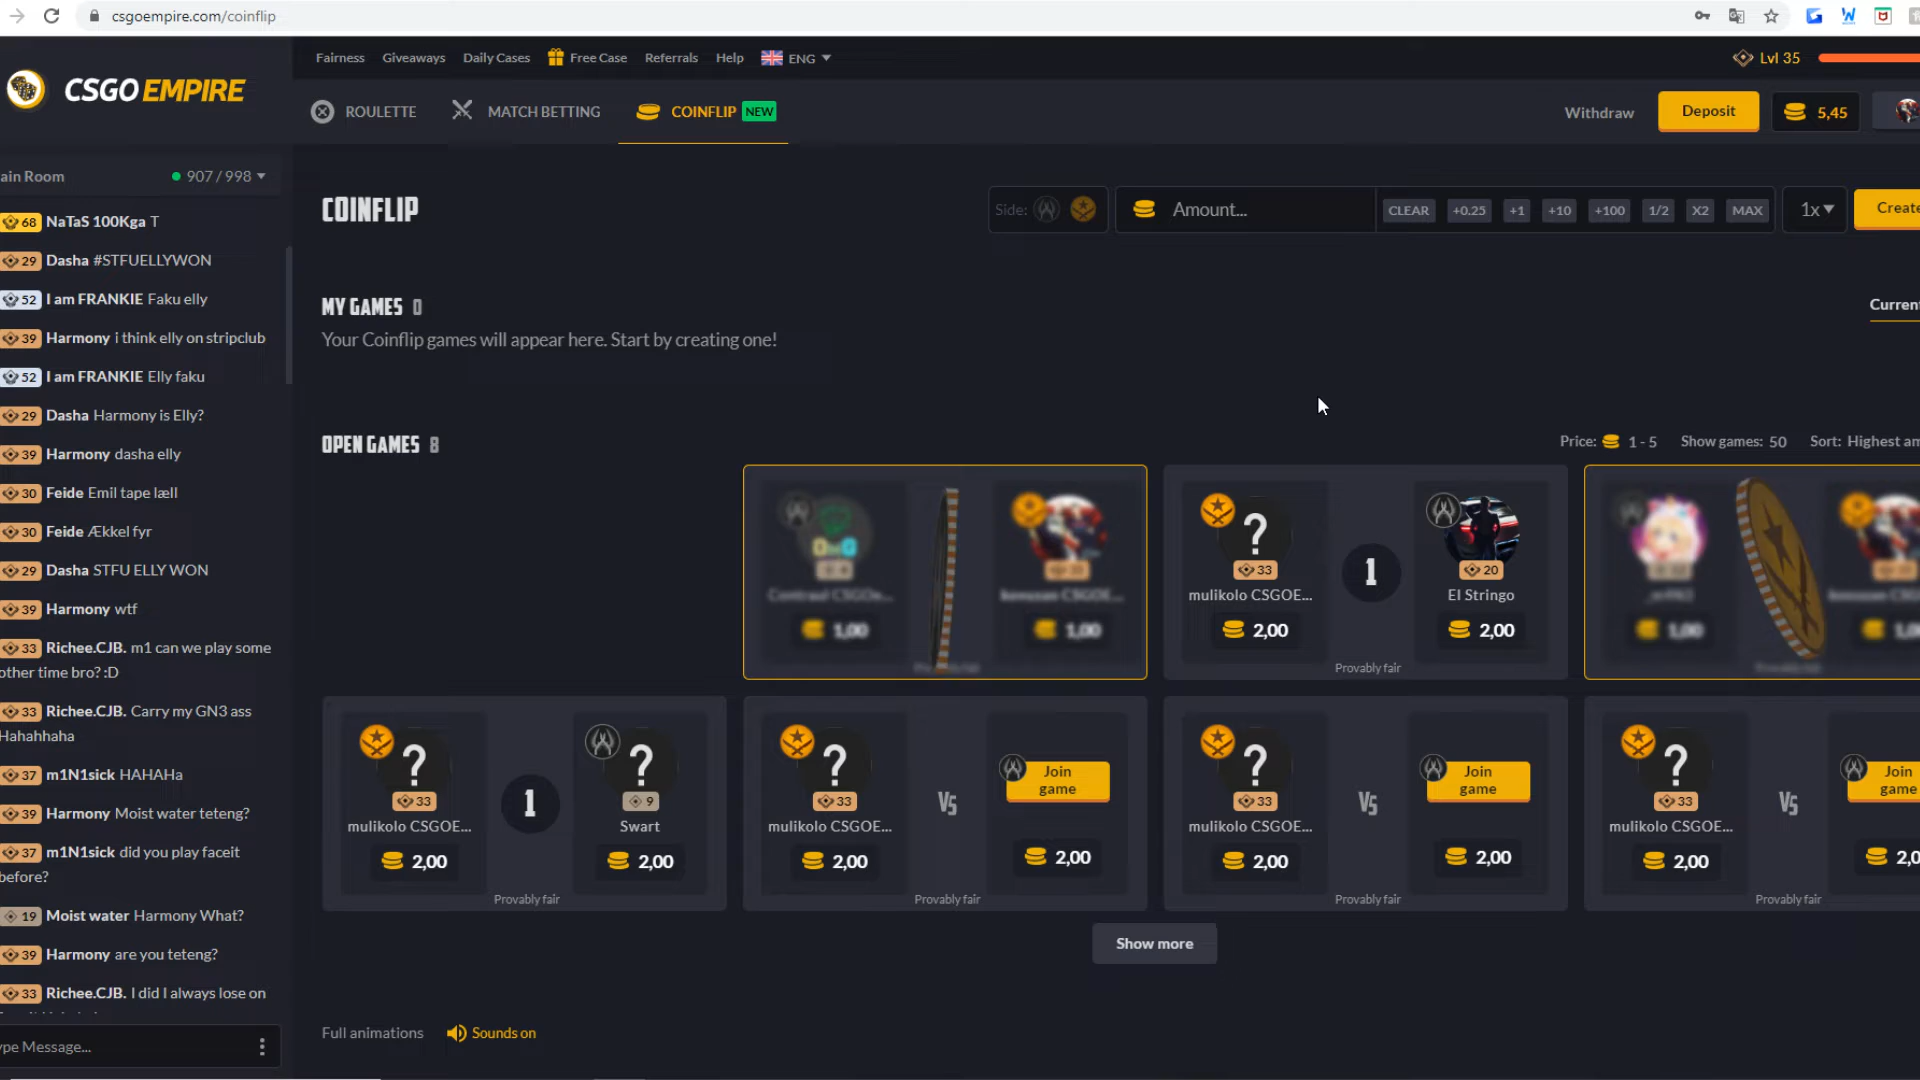 csgoempire.com/coinflip
CSGOEMPIRE
Fairness Giveaways Daily Cases Free Case Referrals Help ENG
Lvl 35
ROULETTE MATCH BETTING COINFLIP NEW
Withdraw Deposit 5,45
ain Room 907 / 998
68 NaTaS 100Kga T
29 Dasha #STFUELLYWON
52 I am FRANKIE Faku elly
39 Harmony i think elly on stripclub
52 I am FRANKIE Elly faku
29 Dasha Harmony is Elly?
39 Harmony dasha elly
30 Feide Emil tape læll
30 Feide Ækkel fyr
29 Dasha STFU ELLY WON
39 Harmony wtf
33 Richee.CJB. m1 can we play some
other time bro? :D
33 Richee.CJB. Carry my GN3 ass
Hahahhaha
37 m1N1sick HAHAHa
39 Harmony Moist water teteng?
37 m1N1sick did you play faceit
before?
19 Moist water Harmony What?
39 Harmony are you teteng?
33 Richee.CJB. I did I always lose on
ype Message...
COINFLIP
Side: Amount... CLEAR +0.25 +1 +10 +100 1/2 X2 MAX 1x Create
MY GAMES 0
Current
Your Coinflip games will appear here. Start by creating one!
OPEN GAMES 8
Price: 1 - 5 Show games: 50 Sort: Highest am
1,00 1,00
? 33 1 20
mulikolo CSGOE... El Stringo
2,00 2,00
Provably fair
1,00 1,0
? 33 1 ? 9
mulikolo CSGOE... Swart
2,00 2,00
Provably fair
? 33 VS Join
game
mulikolo CSGOE...
2,00 2,00
Provably fair
? 33 VS Join
game
mulikolo CSGOE...
2,00 2,00
Provably fair
? 33 VS Join
game
mulikolo CSGOE...
2,00 2,0
Provably fair
Show more
Full animations Sounds on